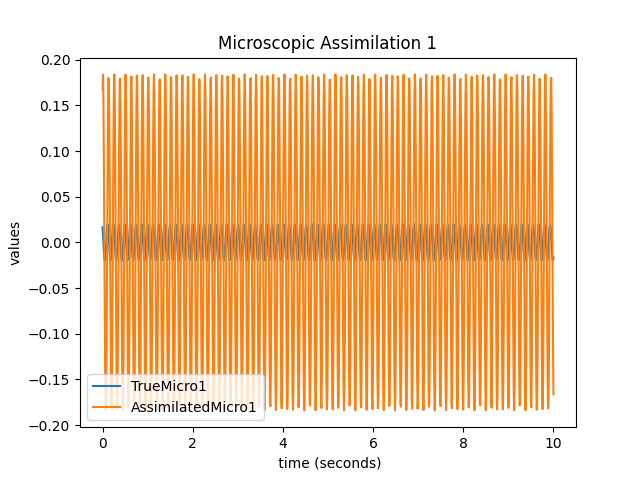 Microscopic Assimilation 1
0.20
0.15
0.10
0.05
0.00
−0.05
−0.10
−0.15
−0.20
values
TrueMicro1
AssimilatedMicro1
0 2 4 6 8 10
time (seconds)